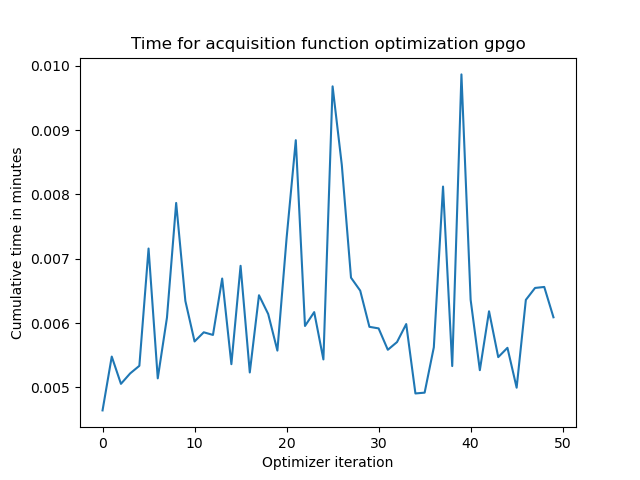 Time for acquisition function optimization gpgo
0.010
0.009
0.008
0.007
0.006
0.005
Cumulative time in minutes
0 10 20 30 40 50
Optimizer iteration